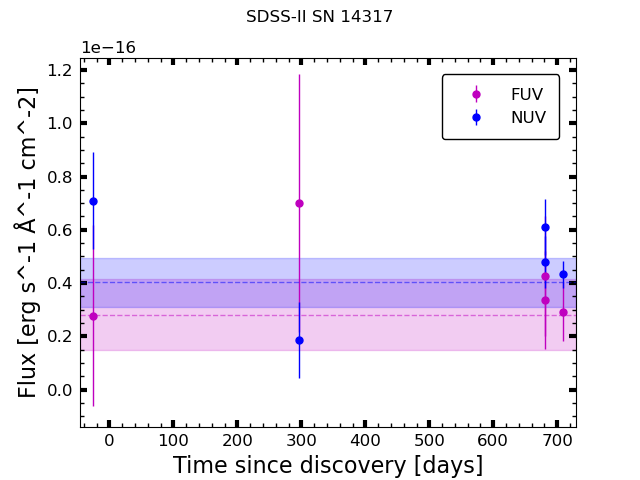 SDSS-II SN 14317
1e−16
FUV
NUV
1.2
1.0
0.8
0.6
0.4
0.2
0.0
Flux [erg s^-1 Å^-1 cm^-2]
0 100 200 300 400 500 600 700
Time since discovery [days]